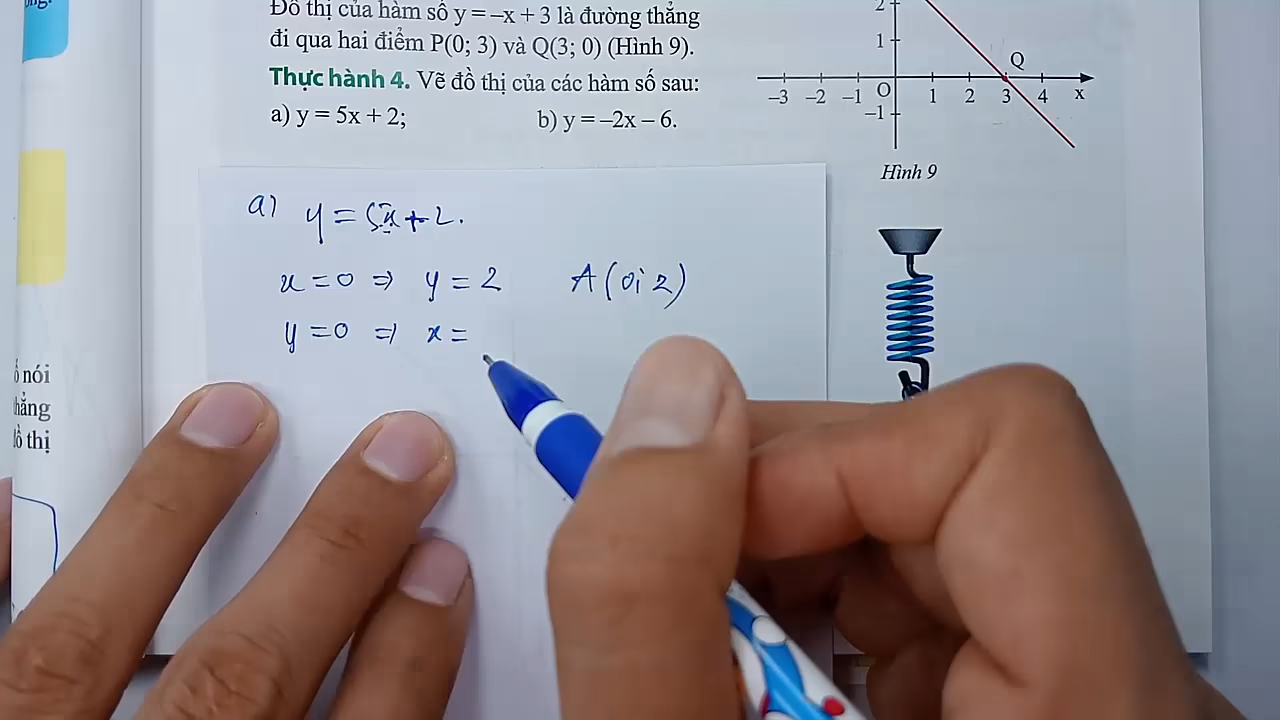 Đồ thị của hàm số y = –x + 3 là đường thẳng
đi qua hai điểm P(0; 3) và Q(3; 0) (Hình 9).
Thực hành 4. Vẽ đồ thị của các hàm số sau:
a) y = 5x + 2; b) y = –2x – 6.
2
1
Q
–3 –2 –1 O 1 2 3 4 x
–1
Hình 9
a) y = 5x + 2.
x = 0 ⇒ y = 2 A (0; 2)
y = 0 ⇒ x =
nói
thẳng
đồ thị